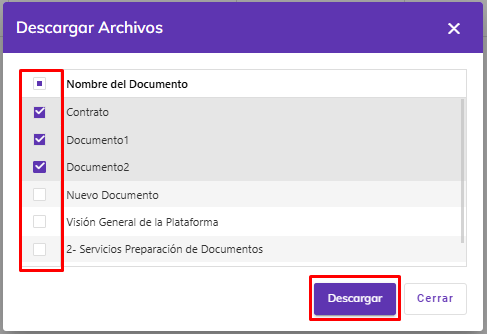 Descargar Archivos
Nombre del Documento
Contrato
Documento1
Documento2
Nuevo Documento
Visión General de la Plataforma
2- Servicios Preparación de Documentos
Descargar Cerrar